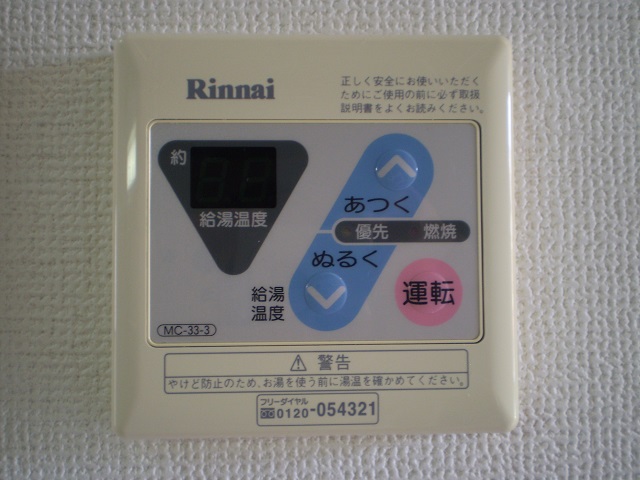 Rinnai
正しく安全にお使いいただく
ためにご使用の前に必ず取扱
説明書をよくお読みください。
約
給湯温度
あつく
優先 燃焼
ぬるく
給湯
温度
運転
MC-33-3
⚠ 警告
やけど防止のため、お湯を使う前に湯温を確かめてください。
フリーダイヤル
0120-054321